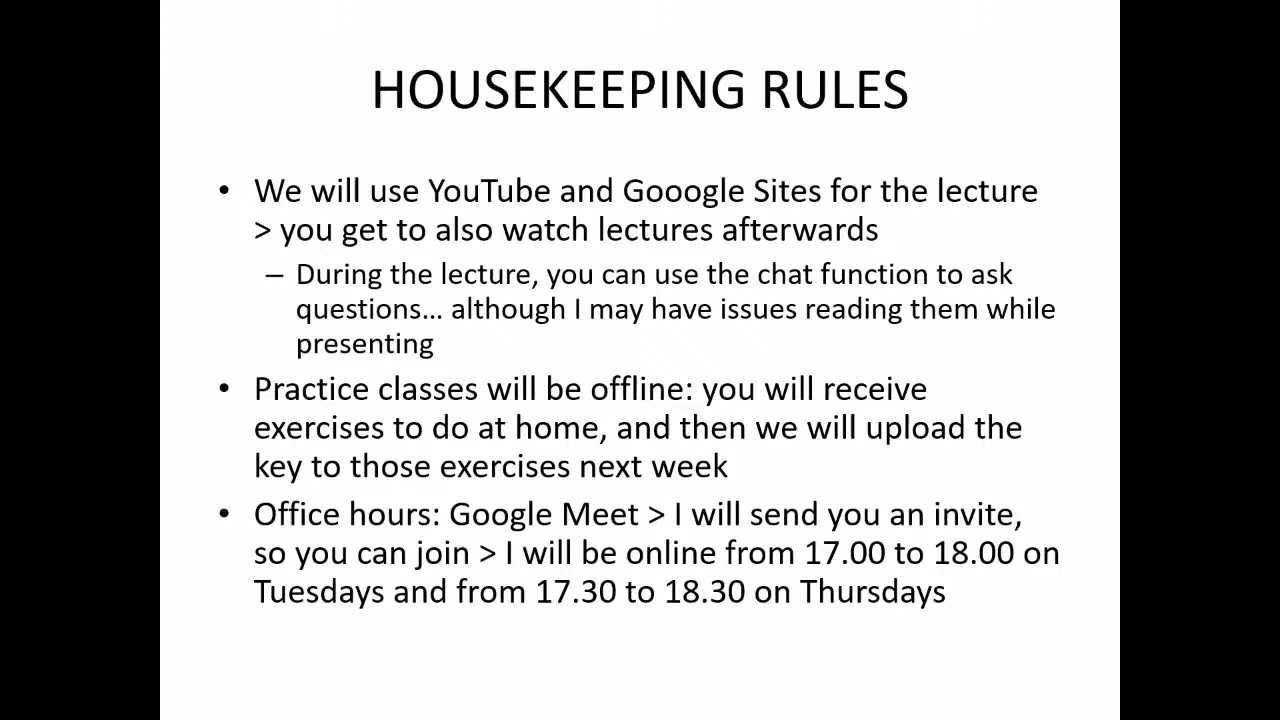 HOUSEKEEPING RULES
• We will use YouTube and Gooogle Sites for the lecture
> you get to also watch lectures afterwards
– During the lecture, you can use the chat function to ask
questions… although I may have issues reading them while
presenting
• Practice classes will be offline: you will receive
exercises to do at home, and then we will upload the
key to those exercises next week
• Office hours: Google Meet > I will send you an invite,
so you can join > I will be online from 17.00 to 18.00 on
Tuesdays and from 17.30 to 18.30 on Thursdays